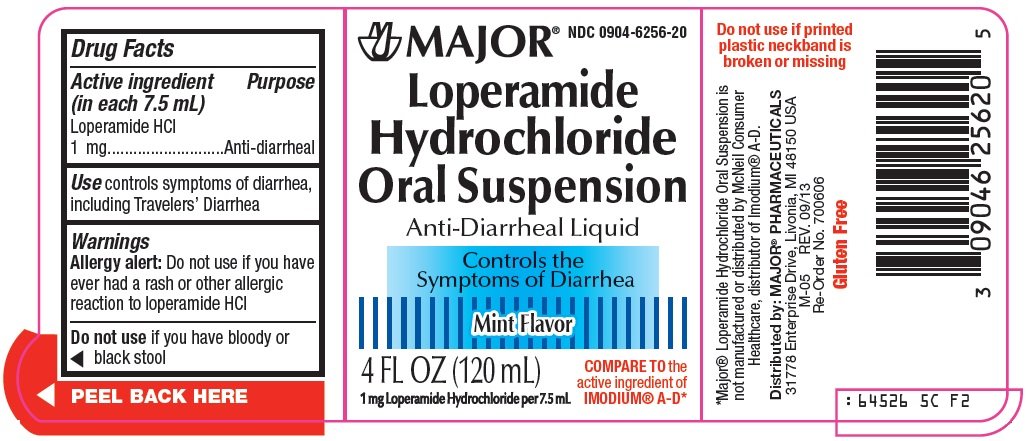 Drug Facts
Active ingredient Purpose
(in each 7.5 mL)
Loperamide HCl
1 mg...........................Anti-diarrheal
Use controls symptoms of diarrhea,
including Travelers' Diarrhea
Warnings
Allergy alert: Do not use if you have
ever had a rash or other allergic
reaction to loperamide HCl
Do not use if you have bloody or
◀ black stool
◀ PEEL BACK HERE
MAJOR® NDC 0904-6256-20
Loperamide
Hydrochloride
Oral Suspension
Anti-Diarrheal Liquid
Controls the
Symptoms of Diarrhea
Mint Flavor
4 FL OZ (120 mL)
1 mg Loperamide Hydrochloride per 7.5 mL
COMPARE TO the
active ingredient of
IMODIUM® A-D*
Do not use if printed
plastic neckband is
broken or missing
*Major® Loperamide Hydrochloride Oral Suspension is
not manufactured or distributed by McNeil Consumer
Healthcare, distributor of Imodium® A-D.
Distributed by: MAJOR® PHARMACEUTICALS
31778 Enterprise Drive, Livonia, MI 48150 USA
M-05 REV. 09/13
Re-Order No. 700606
Gluten Free
3 09046 25620 5
: 64526 5C F2